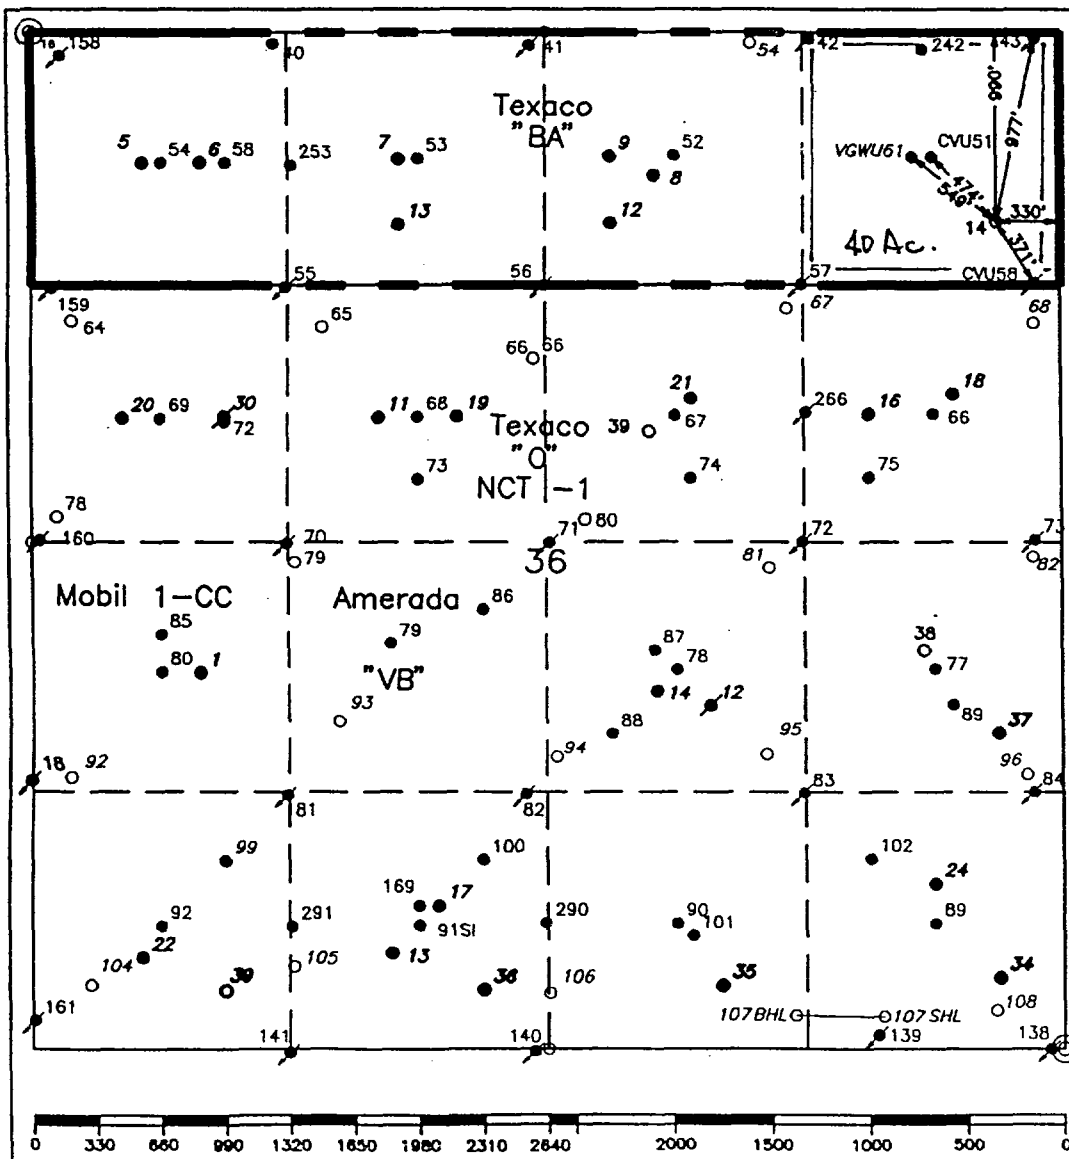 18 158 40 41 54 42 242 43
Texaco
"BA"
990'
977'
5 54 6 58 253 7 53 9 52 8
VGWU61 CVU51
474'
549'
330'
371'
14
13 12
40 Ac.
CVU58
55 56 57
159 64 65 67 68
66 66
20 69 30 72 11 68 19 21 67 39 266 16 18 66
Texaco
"O"
NCT -1
73 74 75
78 160 70 79 71 80 81 72 73 82
36
Mobil 1-CC Amerada
"VB"
85 86 79 87 78 38 77
80 1 14 12 89 37
93 88 94 95 96
18 92 81 82 83 84
99 100 102 24
169 17 92 291 91SI 290 90 101 89
22 13 104 39 105 36 106 35 34
107 BHL 107 SHL 108
161 141 140 139 138
0 330 660 990 1320 1650 1980 2310 2640 2000 1500 1000 500 0